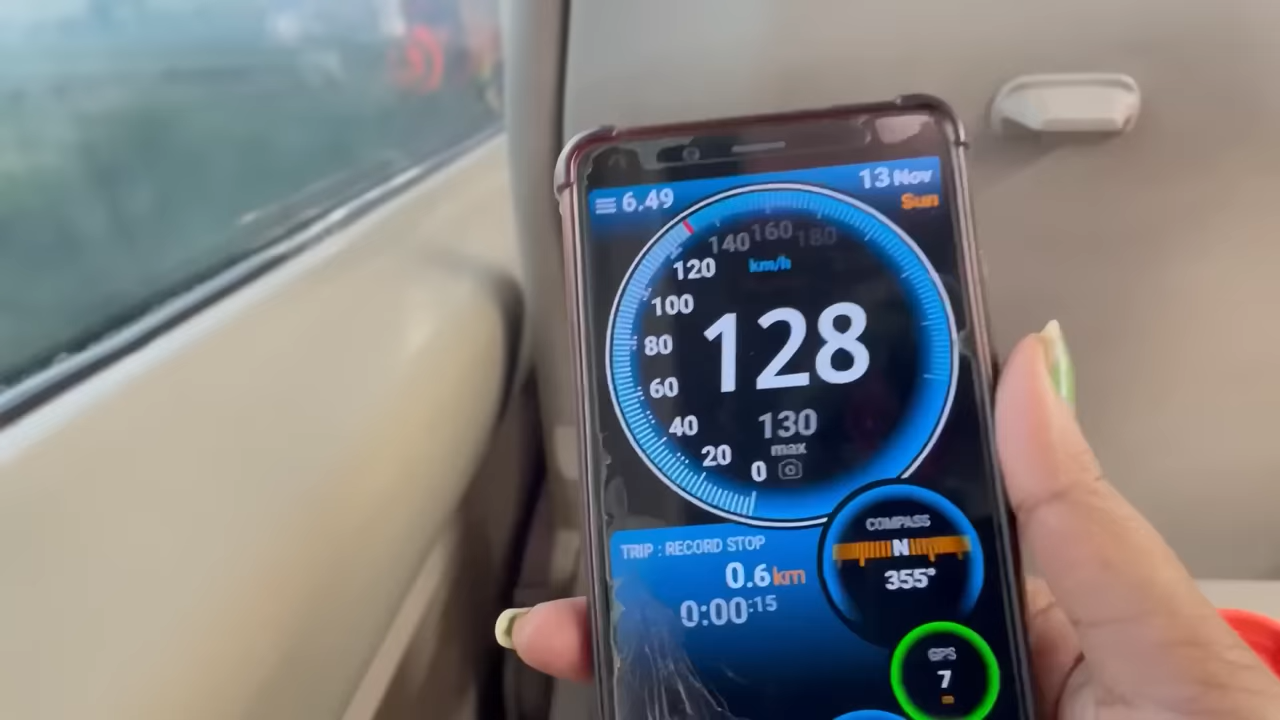 6.49
13 Nov
Sun
140 160 180
120
km/h
100
80
128
60
40
130
max
20
0
TRIP : RECORD STOP
0.6km
0:00:15
COMPASS
N
355°
GPS
7